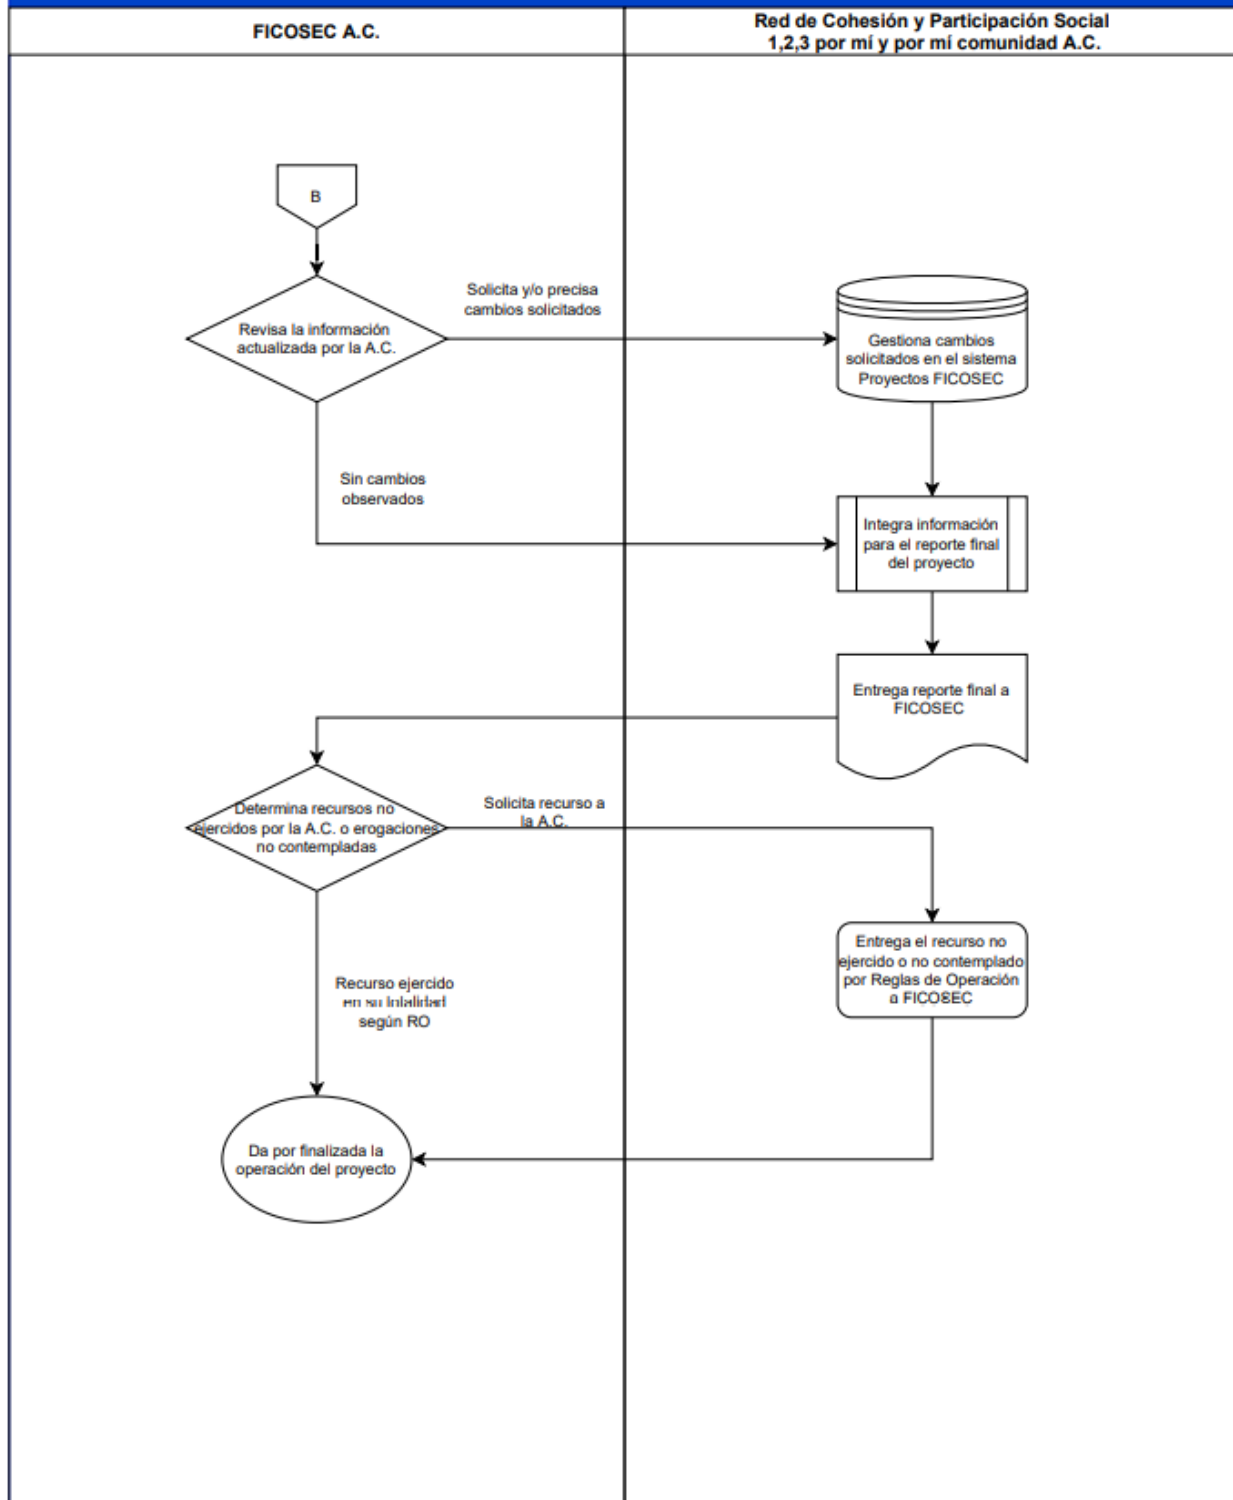 FICOSEC A.C.
Red de Cohesión y Participación Social
1,2,3 por mí y por mí comunidad A.C.
B
Revisa la información
actualizada por la A.C.
Solicita y/o precisa
cambios solicitados
Gestiona cambios
solicitados en el sistema
Proyectos FICOSEC
Sin cambios
observados
Integra información
para el reporte final
del proyecto
Entrega reporte final a
FICOSEC
Determina recursos no
ejercidos por la A.C. o erogaciones
no contempladas
Solicita recurso a
la A.C.
Entrega el recurso no
ejercido o no contemplado
por Reglas de Operación
a FICOSEC
Recurso ejercido
en su totalidad
según RO
Da por finalizada la
operación del proyecto